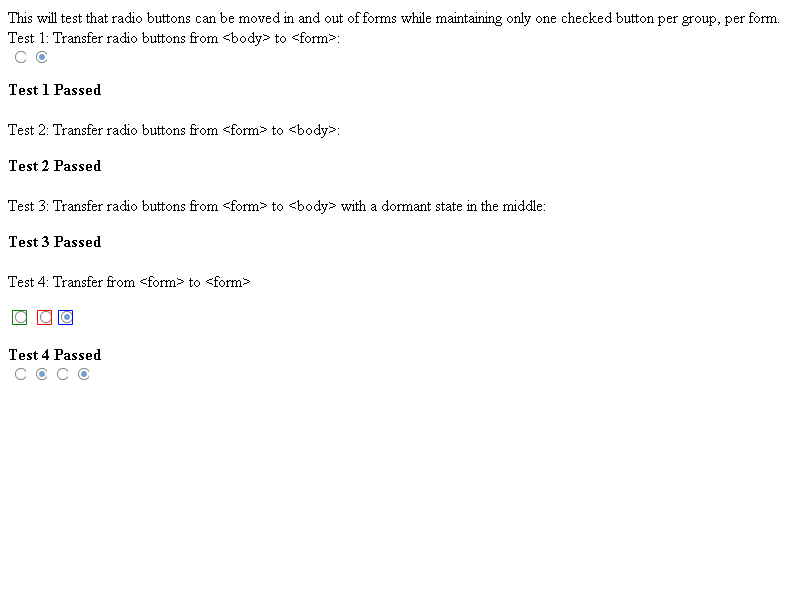 This will test that radio buttons can be moved in and out of forms while maintaining only one checked button per group, per form.
Test 1: Transfer radio buttons from <body> to <form>:
Test 1 Passed
Test 2: Transfer radio buttons from <form> to <body>:
Test 2 Passed
Test 3: Transfer radio buttons from <form> to <body> with a dormant state in the middle:
Test 3 Passed
Test 4: Transfer from <form> to <form>
Test 4 Passed